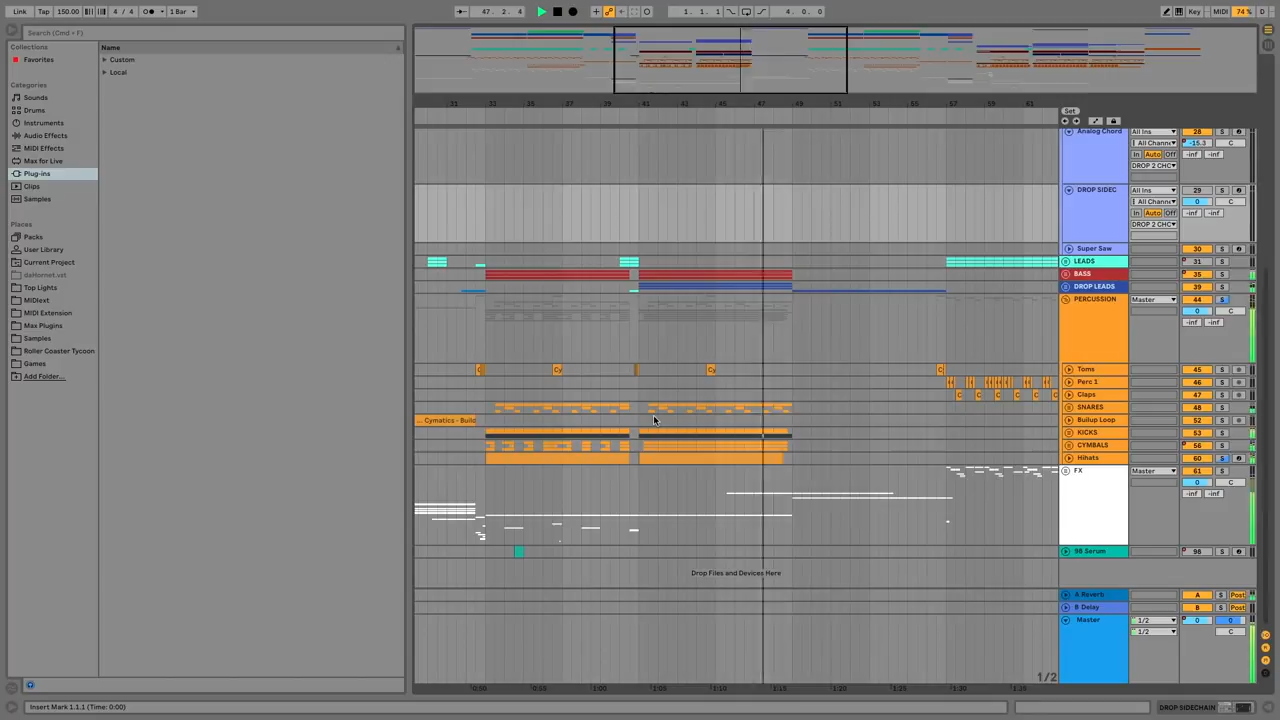 Link Tap 150.00 4 / 4 1 Bar 47. 2. 4 1. 1. 1 4. 0. 0 Key MIDI 74 % D
Search (Cmd + F)
Collections
Favorites
Categories
Sounds
Drums
Instruments
Audio Effects
MIDI Effects
Max for Live
Plug-ins
Clips
Samples
Places
Packs
User Library
Current Project
daHornet.vst
Top Lights
MIDIext
MIDI Extension
Max Plugins
Samples
Roller Coaster Tycoon
Games
Add Folder...
Name
Custom
Local
31 33 35 37 39 41 43 45 47 49 51 53 55 57 59 61
Set
Analog Chord All Ins 28 S
All Channe -15.3 C
In Auto Off -inf -inf
DROP 2 CHC
DROP SIDEC All Ins 29 S
All Channe 0 C
In Auto Off -inf -inf
DROP 2 CHC
Super Saw 30 S
LEADS 31 S
BASS 35 S
DROP LEADS 39 S
PERCUSSION Master 44 S
0 C
-inf -inf
C Cy Cy C Toms 45 S
Perc 1 46 S
C C C C C C Claps 47 S
SNARES 48 S
... Cymatics - Build Builup Loop 52 S
KICKS 53 S
CYMBALS 56 S
Hihats 60 S
FX Master 61 S
0 C
-inf -inf
98 Serum 98 S
Drop Files and Devices Here
A Reverb A S Post
B Delay B S Post
Master 1/2 0 0
1/2 C
1/2
0:50 0:55 1:00 1:05 1:10 1:15 1:20 1:25 1:30 1:35
Insert Mark 1.1.1 (Time: 0:00)
DROP SIDECHAIN